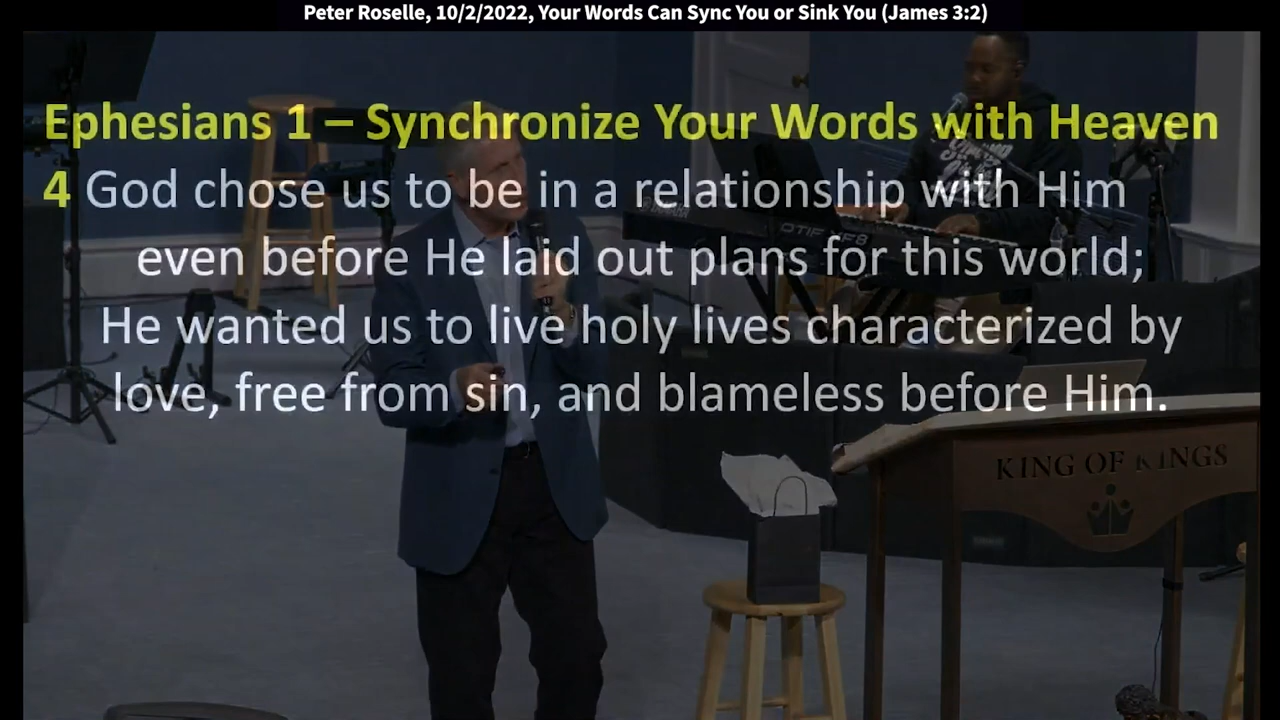 Peter Roselle, 10/2/2022, Your Words Can Sync You or Sink You (James 3:2)
Ephesians 1 – Synchronize Your Words with Heaven
4 God chose us to be in a relationship with Him
even before He laid out plans for this world;
He wanted us to live holy lives characterized by
love, free from sin, and blameless before Him.
KING OF KINGS